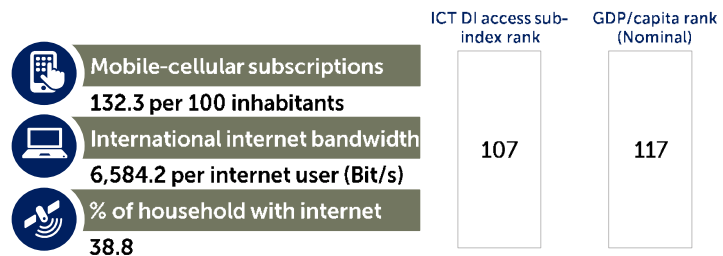 ICT DI access sub-
index rank
GDP/capita rank
(Nominal)
Mobile-cellular subscriptions
132.3 per 100 inhabitants
International internet bandwidth
6,584.2 per internet user (Bit/s)
% of household with internet
38.8
107
117